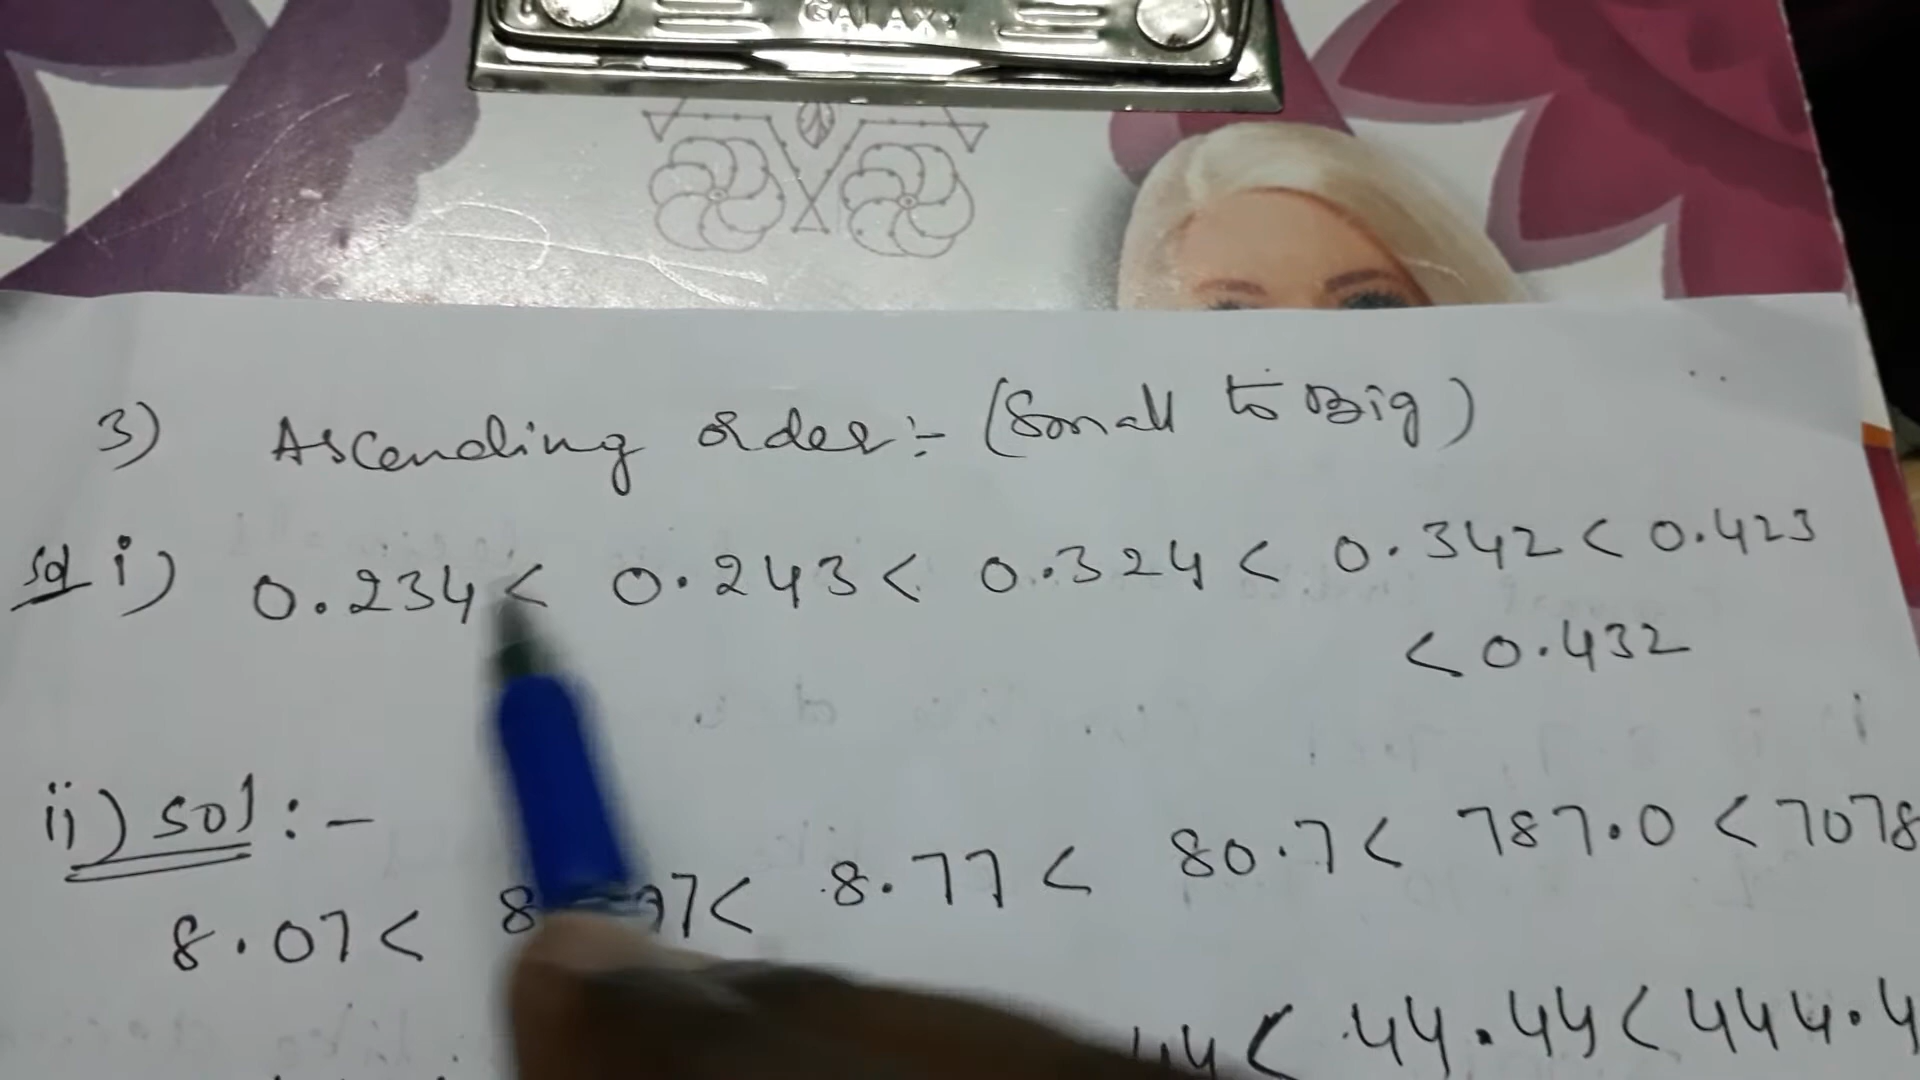 GALAXY
3) Ascending order:- (Small to Big)
Sol i) 0.234 < 0.243 < 0.324 < 0.342 < 0.423
< 0.432
ii) sol :-
8.07 < 8.77 < 80.7 < 787.0 < 7078
< 44.44 < 444.4